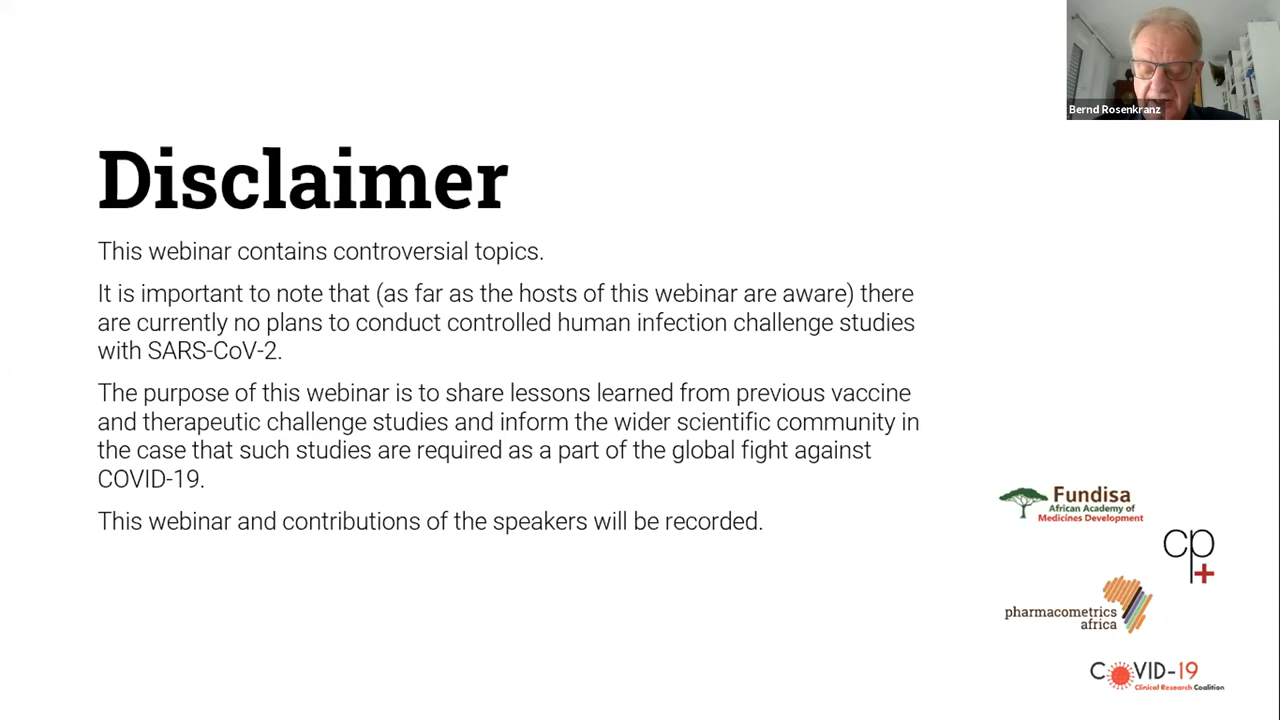 Bernd Rosenkranz
Disclaimer
This webinar contains controversial topics.
It is important to note that (as far as the hosts of this webinar are aware) there
are currently no plans to conduct controlled human infection challenge studies
with SARS-CoV-2.
The purpose of this webinar is to share lessons learned from previous vaccine
and therapeutic challenge studies and inform the wider scientific community in
the case that such studies are required as a part of the global fight against
COVID-19.
This webinar and contributions of the speakers will be recorded.
Fundisa
African Academy of
Medicines Development
cp+
pharmacometrics
africa
COVID-19
Clinical Research Coalition